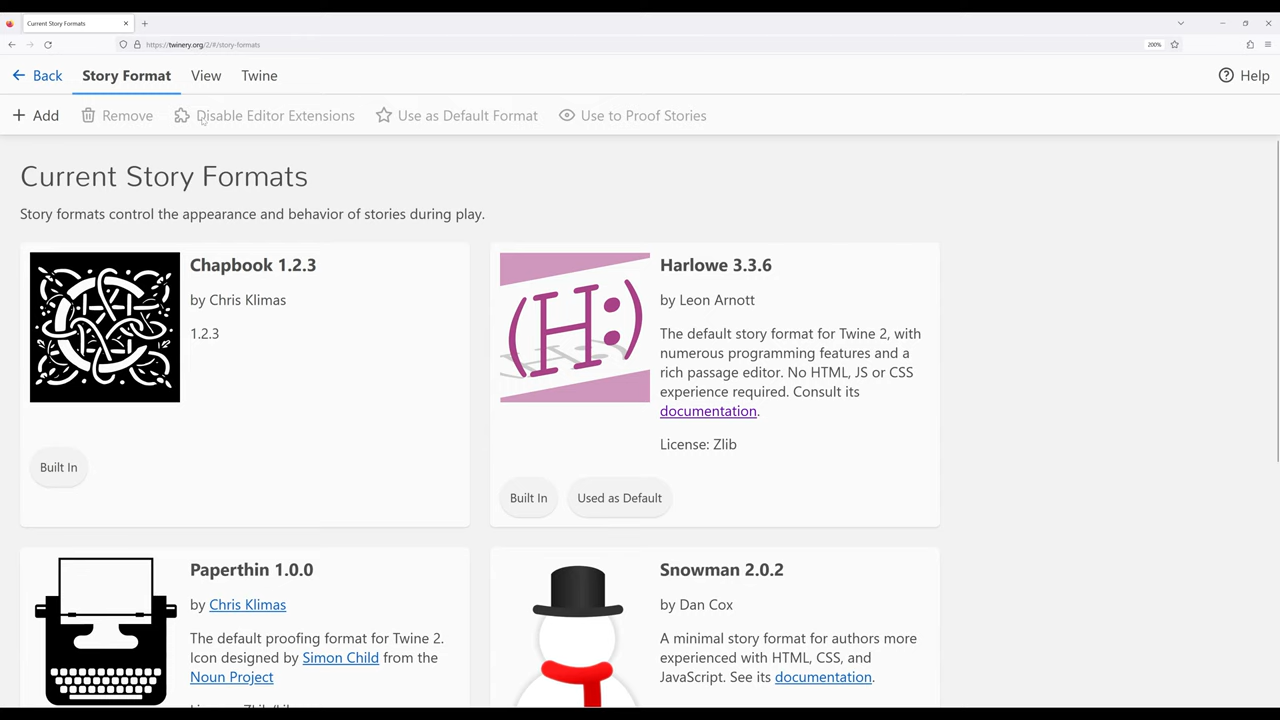 Current Story Formats
https://twinery.org/2/#/story-formats
200%
Back
Story Format
View
Twine
Help
Add
Remove
Disable Editor Extensions
Use as Default Format
Use to Proof Stories
Current Story Formats
Story formats control the appearance and behavior of stories during play.
Chapbook 1.2.3
by Chris Klimas
1.2.3
Built In
Harlowe 3.3.6
by Leon Arnott
The default story format for Twine 2, with
numerous programming features and a
rich passage editor. No HTML, JS or CSS
experience required. Consult its
documentation.
License: Zlib
Built In
Used as Default
Paperthin 1.0.0
by Chris Klimas
The default proofing format for Twine 2.
Icon designed by Simon Child from the
Noun Project
Snowman 2.0.2
by Dan Cox
A minimal story format for authors more
experienced with HTML, CSS, and
JavaScript. See its documentation.